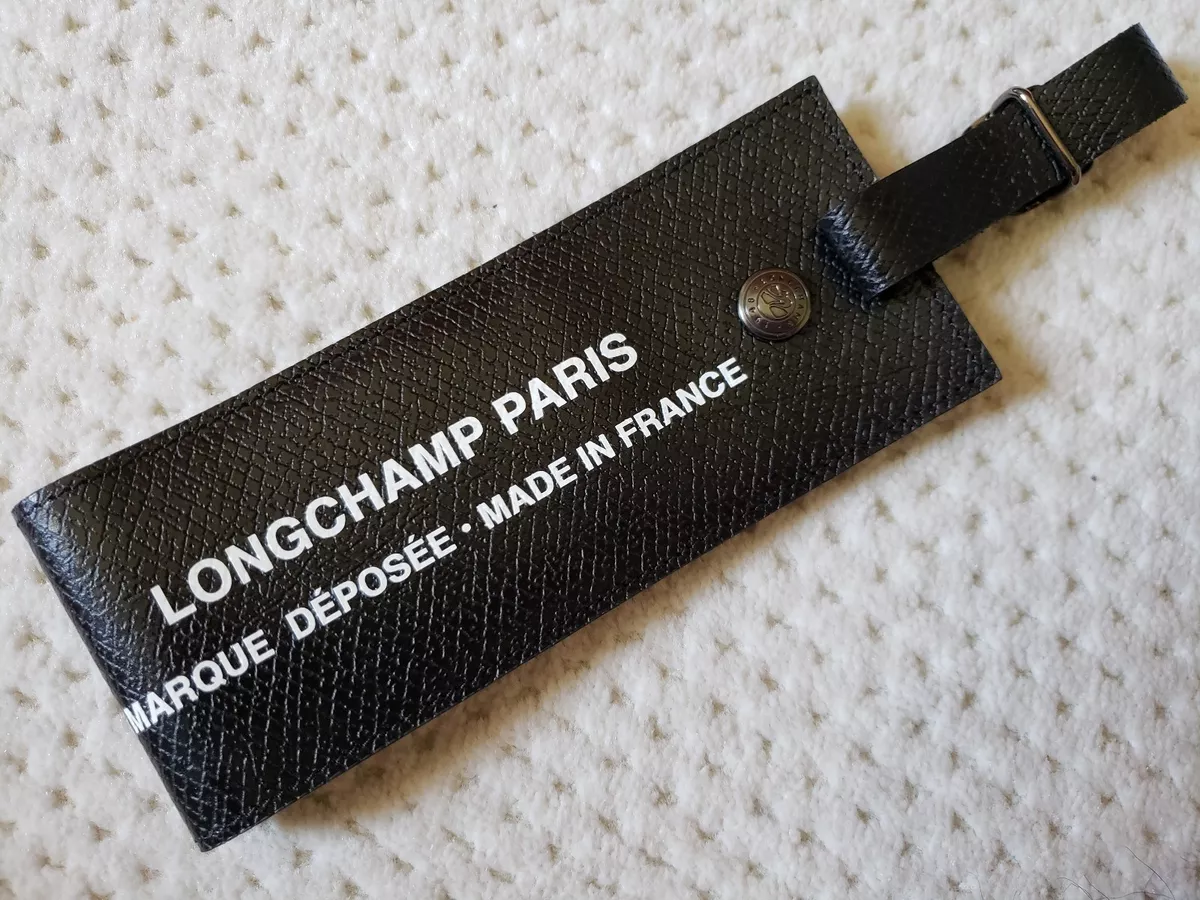 LONGCHAMP PARIS
MARQUE DÉPOSÉE • MADE IN FRANCE